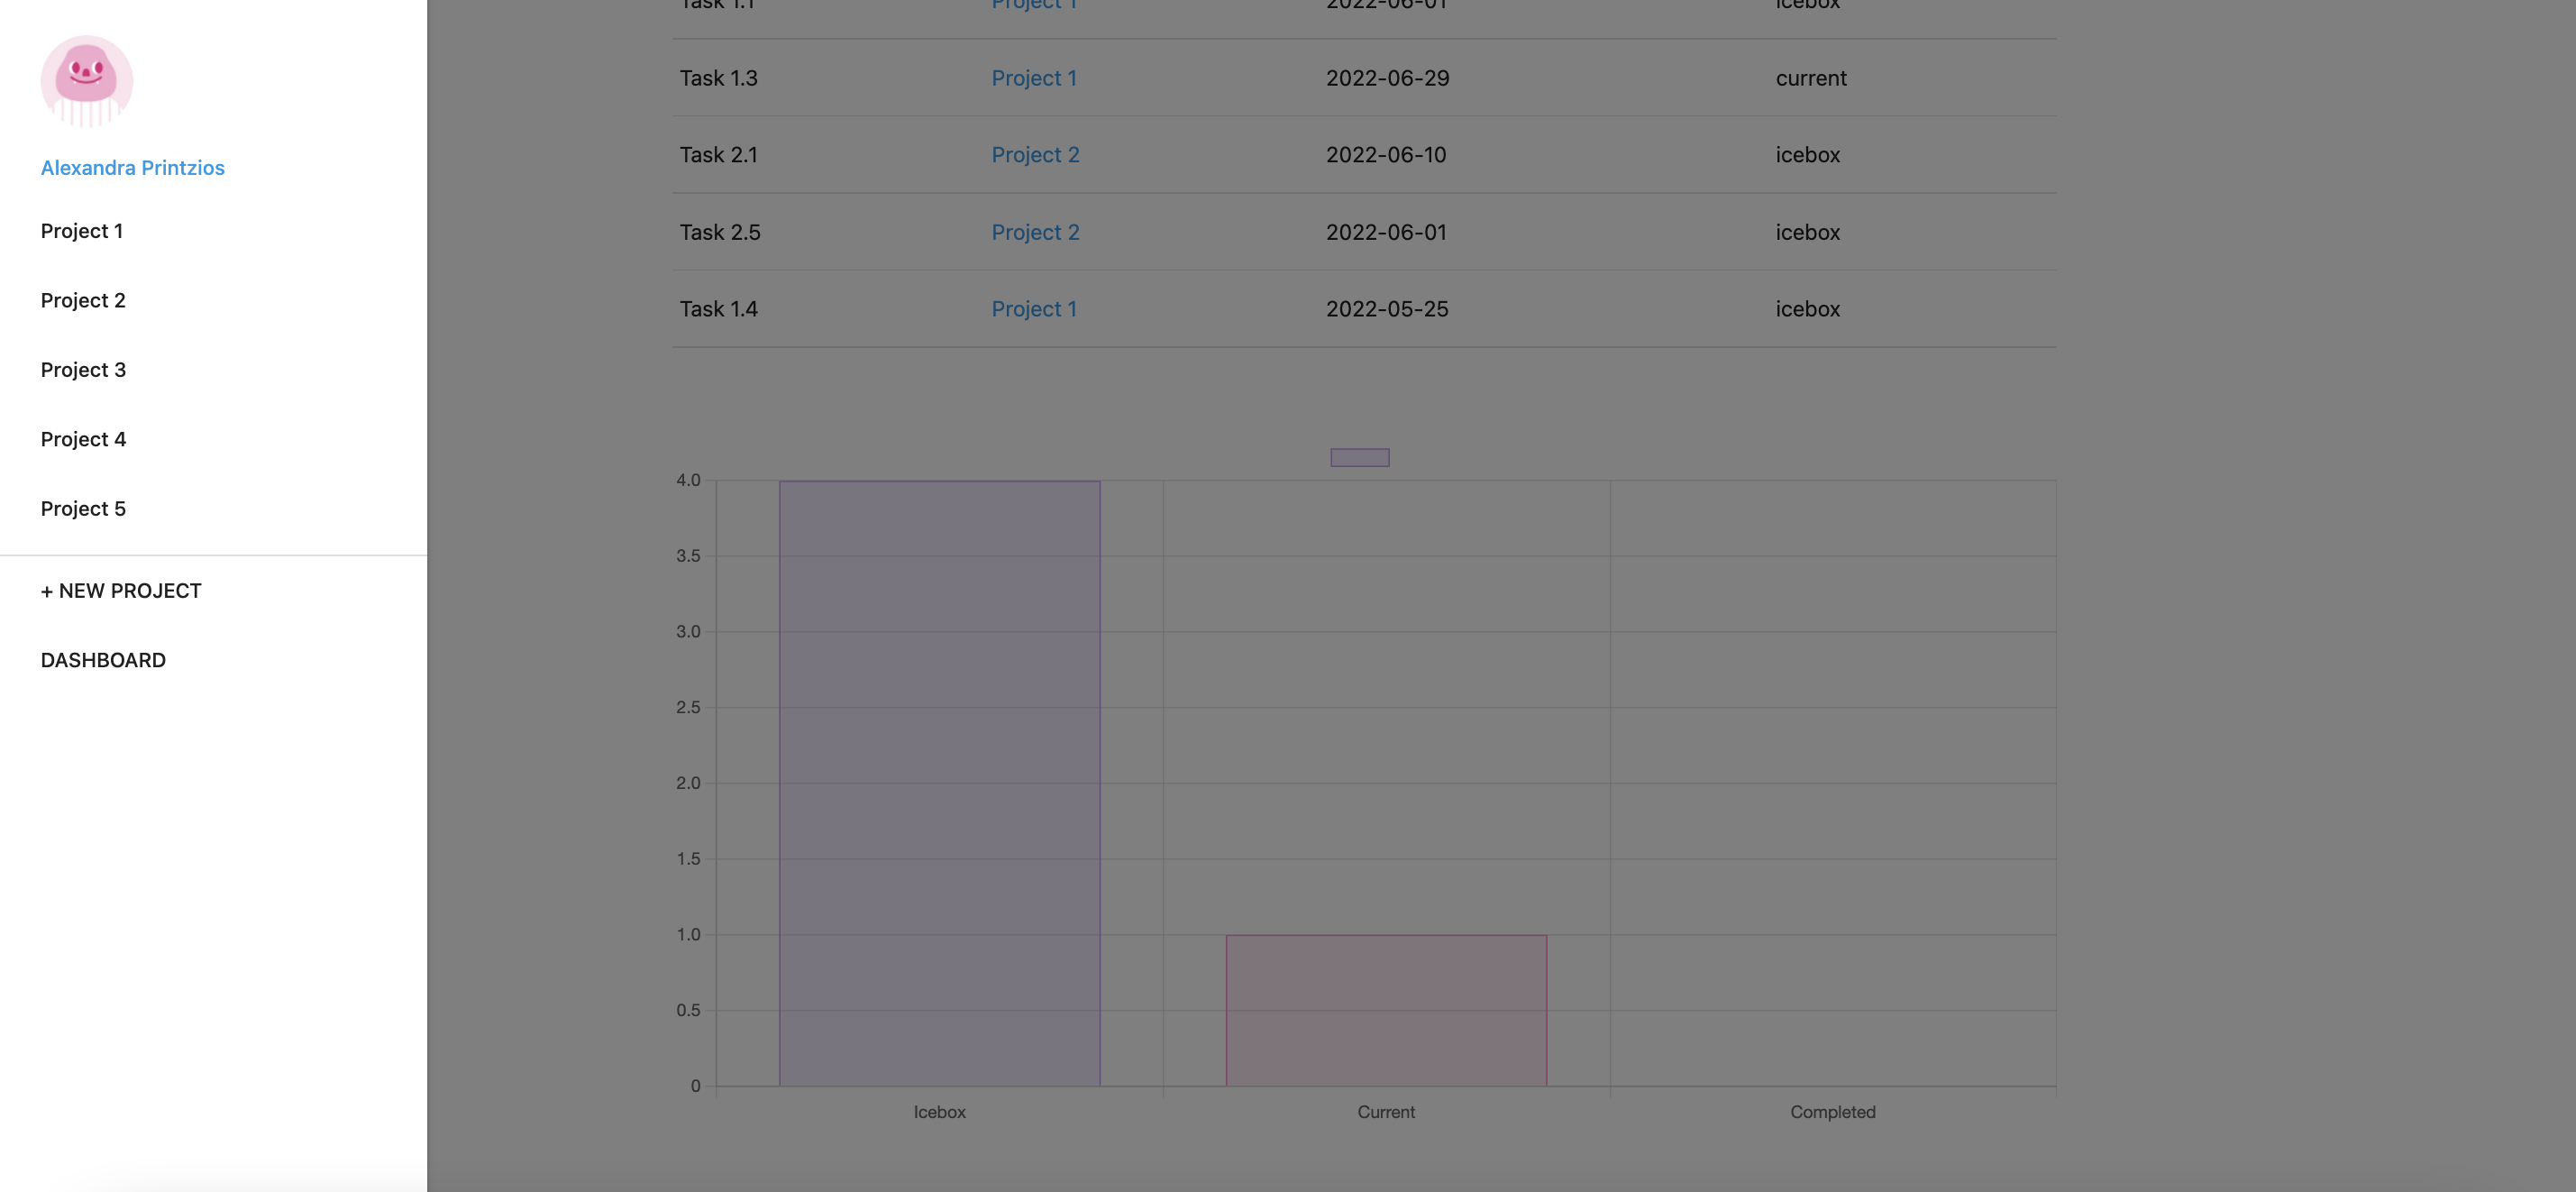 Alexandra Printzios
Project 1
Project 2
Project 3
Project 4
Project 5
+ NEW PROJECT
DASHBOARD
Task 1.1 Project 1 2022-06-01 icebox
Task 1.3 Project 1 2022-06-29 current
Task 2.1 Project 2 2022-06-10 icebox
Task 2.5 Project 2 2022-06-01 icebox
Task 1.4 Project 1 2022-05-25 icebox
4.0
3.5
3.0
2.5
2.0
1.5
1.0
0.5
0
Icebox Current Completed